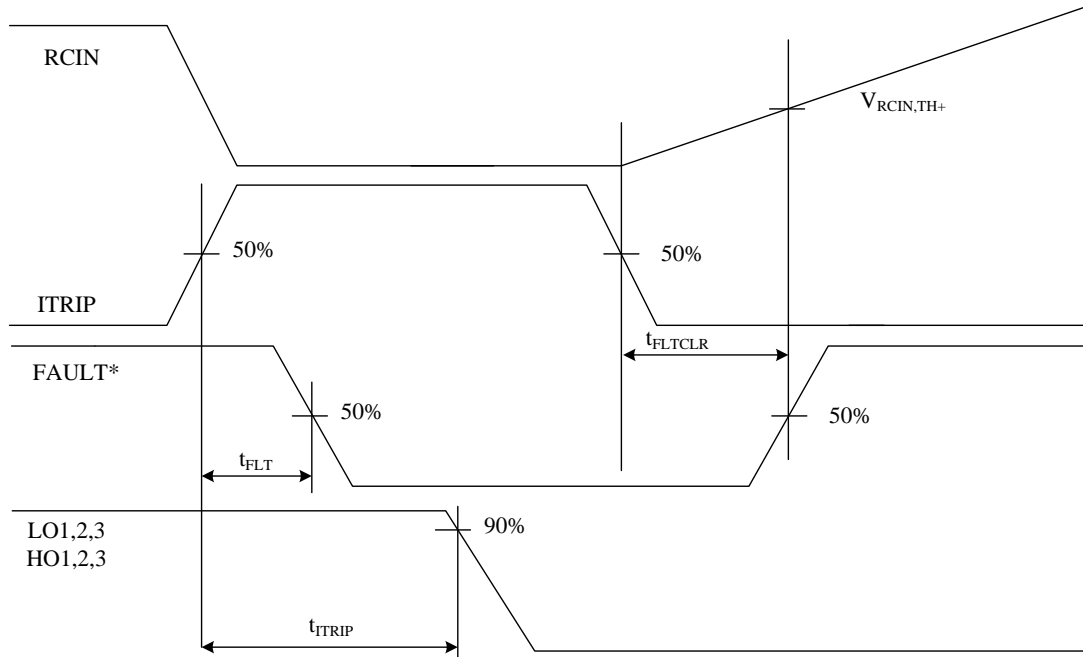 RCIN
VRCIN,TH+
50%
50%
ITRIP
tFLTCLR
FAULT*
50%
50%
tFLT
LO1,2,3
HO1,2,3
90%
tITRIP